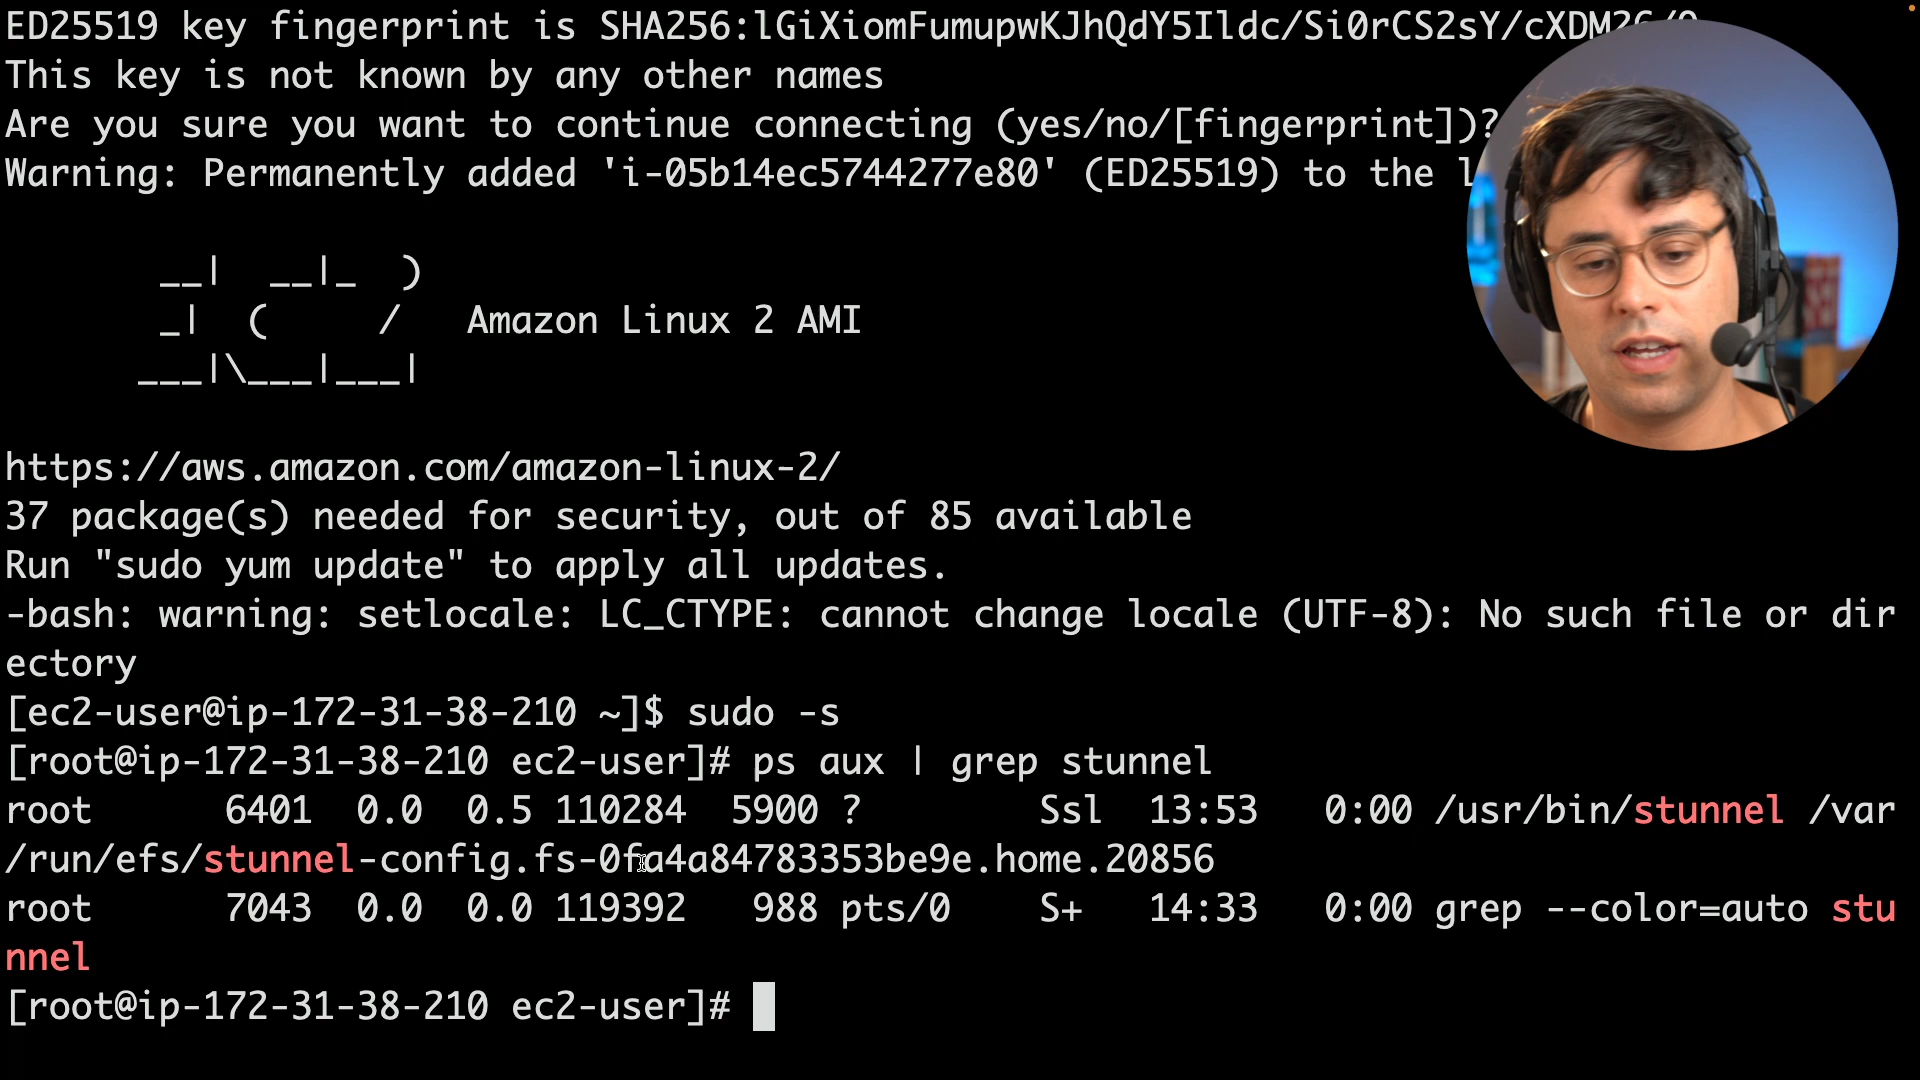 ED25519 key fingerprint is SHA256:lGiXiomFumupwKJhQdY5Ildc/Si0rCS2sY/cXDM2
This key is not known by any other names
Are you sure you want to continue connecting (yes/no/[fingerprint])?
Warning: Permanently added 'i-05b14ec5744277e80' (ED25519) to the l
__|  __|_  )
_|  (     /   Amazon Linux 2 AMI
___|\___|___|
https://aws.amazon.com/amazon-linux-2/
37 package(s) needed for security, out of 85 available
Run "sudo yum update" to apply all updates.
-bash: warning: setlocale: LC_CTYPE: cannot change locale (UTF-8): No such file or dir
ectory
[ec2-user@ip-172-31-38-210 ~]$ sudo -s
[root@ip-172-31-38-210 ec2-user]# ps aux | grep stunnel
root      6401  0.0  0.5 110284  5900 ?        Ssl  13:53   0:00 /usr/bin/stunnel /var
/run/efs/stunnel-config.fs-0fa4a84783353be9e.home.20856
root      7043  0.0  0.0 119392   988 pts/0    S+   14:33   0:00 grep --color=auto stu
nnel
[root@ip-172-31-38-210 ec2-user]#